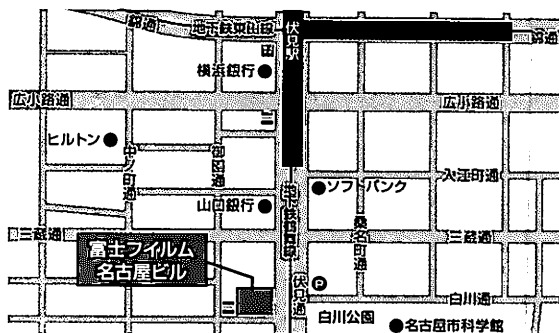 錦通
地下鉄東山線
伏見駅
錦通
横浜銀行
広小路通
広小路通
ヒルトン
中ノ町通
御園通
ソフトバンク
入江町通
山口銀行
地下鉄鶴舞線
桑名町通
三蔵通
三蔵通
富士フイルム
名古屋ビル
P
伏見通
白川通
白川公園
名古屋市科学館